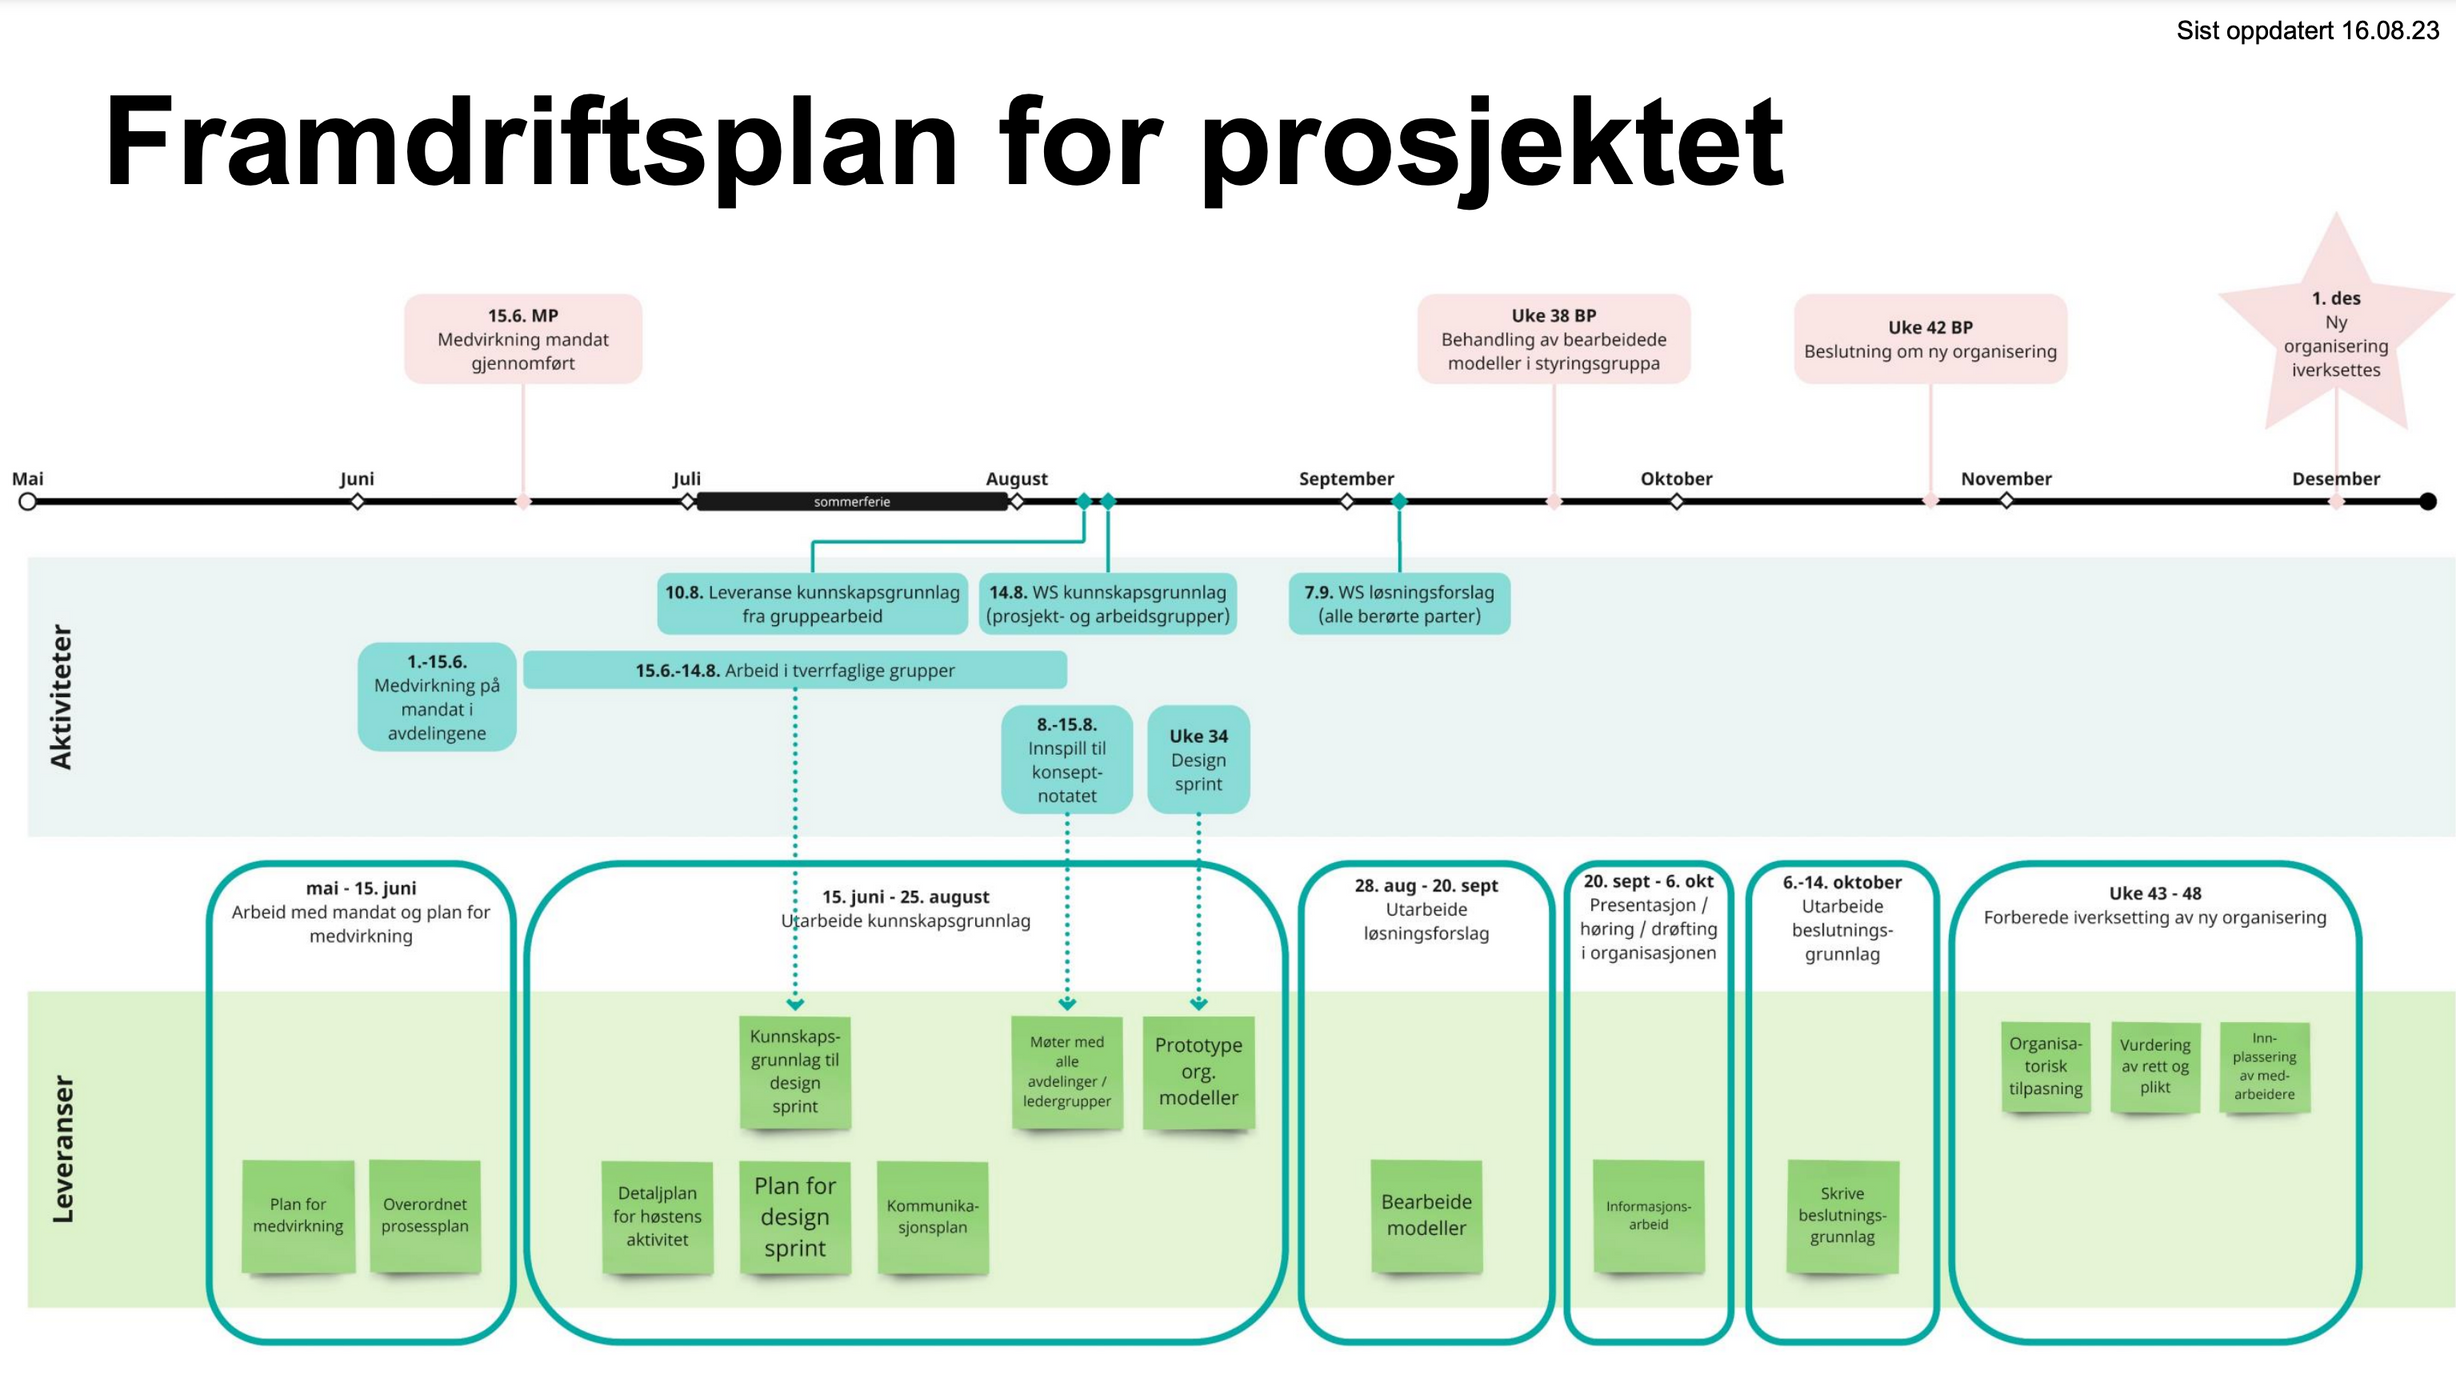 Sist oppdatert 16.08.23
Framdriftsplan for prosjektet
15.6. MP
Medvirkning mandat
gjennomført
Uke 38 BP
Behandling av bearbeidede
modeller i styringsgruppa
Uke 42 BP
Beslutning om ny organisering
1. des
Ny
organisering
iverksettes
Mai
Juni
Juli
August
September
Oktober
November
Desember
sommerferie
Aktiviteter
10.8. Leveranse kunnskapsgrunnlag
fra gruppearbeid
14.8. WS kunnskapsgrunnlag
(prosjekt- og arbeidsgrupper)
7.9. WS løsningsforslag
(alle berørte parter)
1.-15.6.
Medvirkning på
mandat i
avdelingene
15.6.-14.8. Arbeid i tverrfaglige grupper
8.-15.8.
Innspill til
konsept-
notatet
Uke 34
Design
sprint
mai - 15. juni
Arbeid med mandat og plan for
medvirkning
15. juni - 25. august
Utarbeide kunnskapsgrunnlag
28. aug - 20. sept
Utarbeide
løsningsforslag
20. sept - 6. okt
Presentasjon /
høring / drøfting
i organisasjonen
6.-14. oktober
Utarbeide
beslutnings-
grunnlag
Uke 43 - 48
Forberede iverksetting av ny organisering
Leveranser
Kunnskaps-
grunnlag til
design
sprint
Møter med
alle
avdelinger /
ledergrupper
Prototype
org.
modeller
Organisa-
torisk
tilpasning
Vurdering
av rett og
plikt
Inn-
plassering
av med-
arbeidere
Plan for
medvirkning
Overordnet
prosessplan
Detaljplan
for høstens
aktivitet
Plan for
design
sprint
Kommunika-
sjonsplan
Bearbeide
modeller
Informasjons-
arbeid
Skrive
beslutnings-
grunnlag